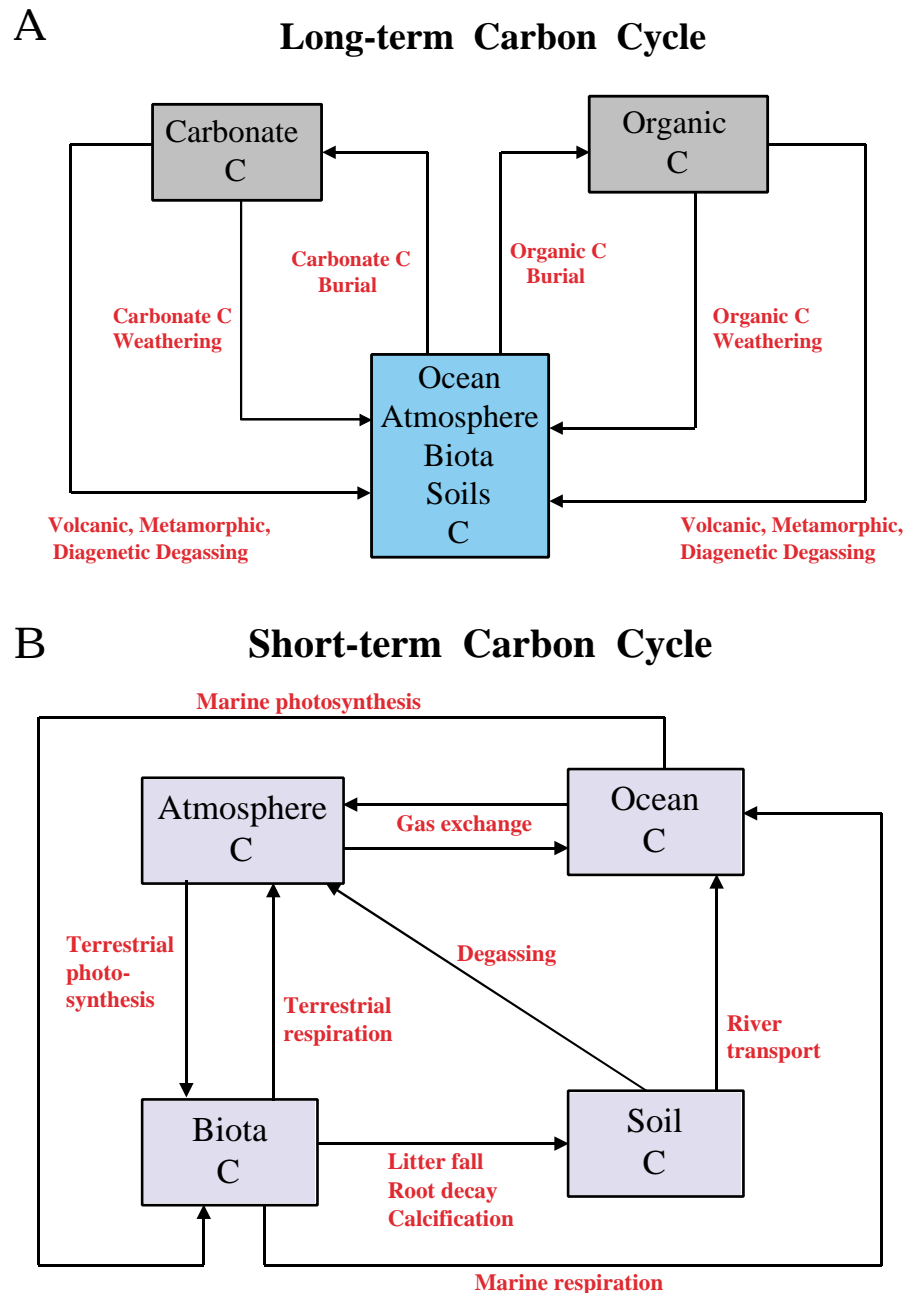 A
Long-term Carbon Cycle
Carbonate
C
Organic
C
Carbonate C
Burial
Organic C
Burial
Carbonate C
Weathering
Organic C
Weathering
Ocean
Atmosphere
Biota
Soils
C
Volcanic, Metamorphic,
Diagenetic Degassing
Volcanic, Metamorphic,
Diagenetic Degassing
B
Short-term Carbon Cycle
Marine photosynthesis
Atmosphere
C
Gas exchange
Ocean
C
Terrestrial
photo-
synthesis
Terrestrial
respiration
Degassing
River
transport
Biota
C
Soil
C
Litter fall
Root decay
Calcification
Marine respiration